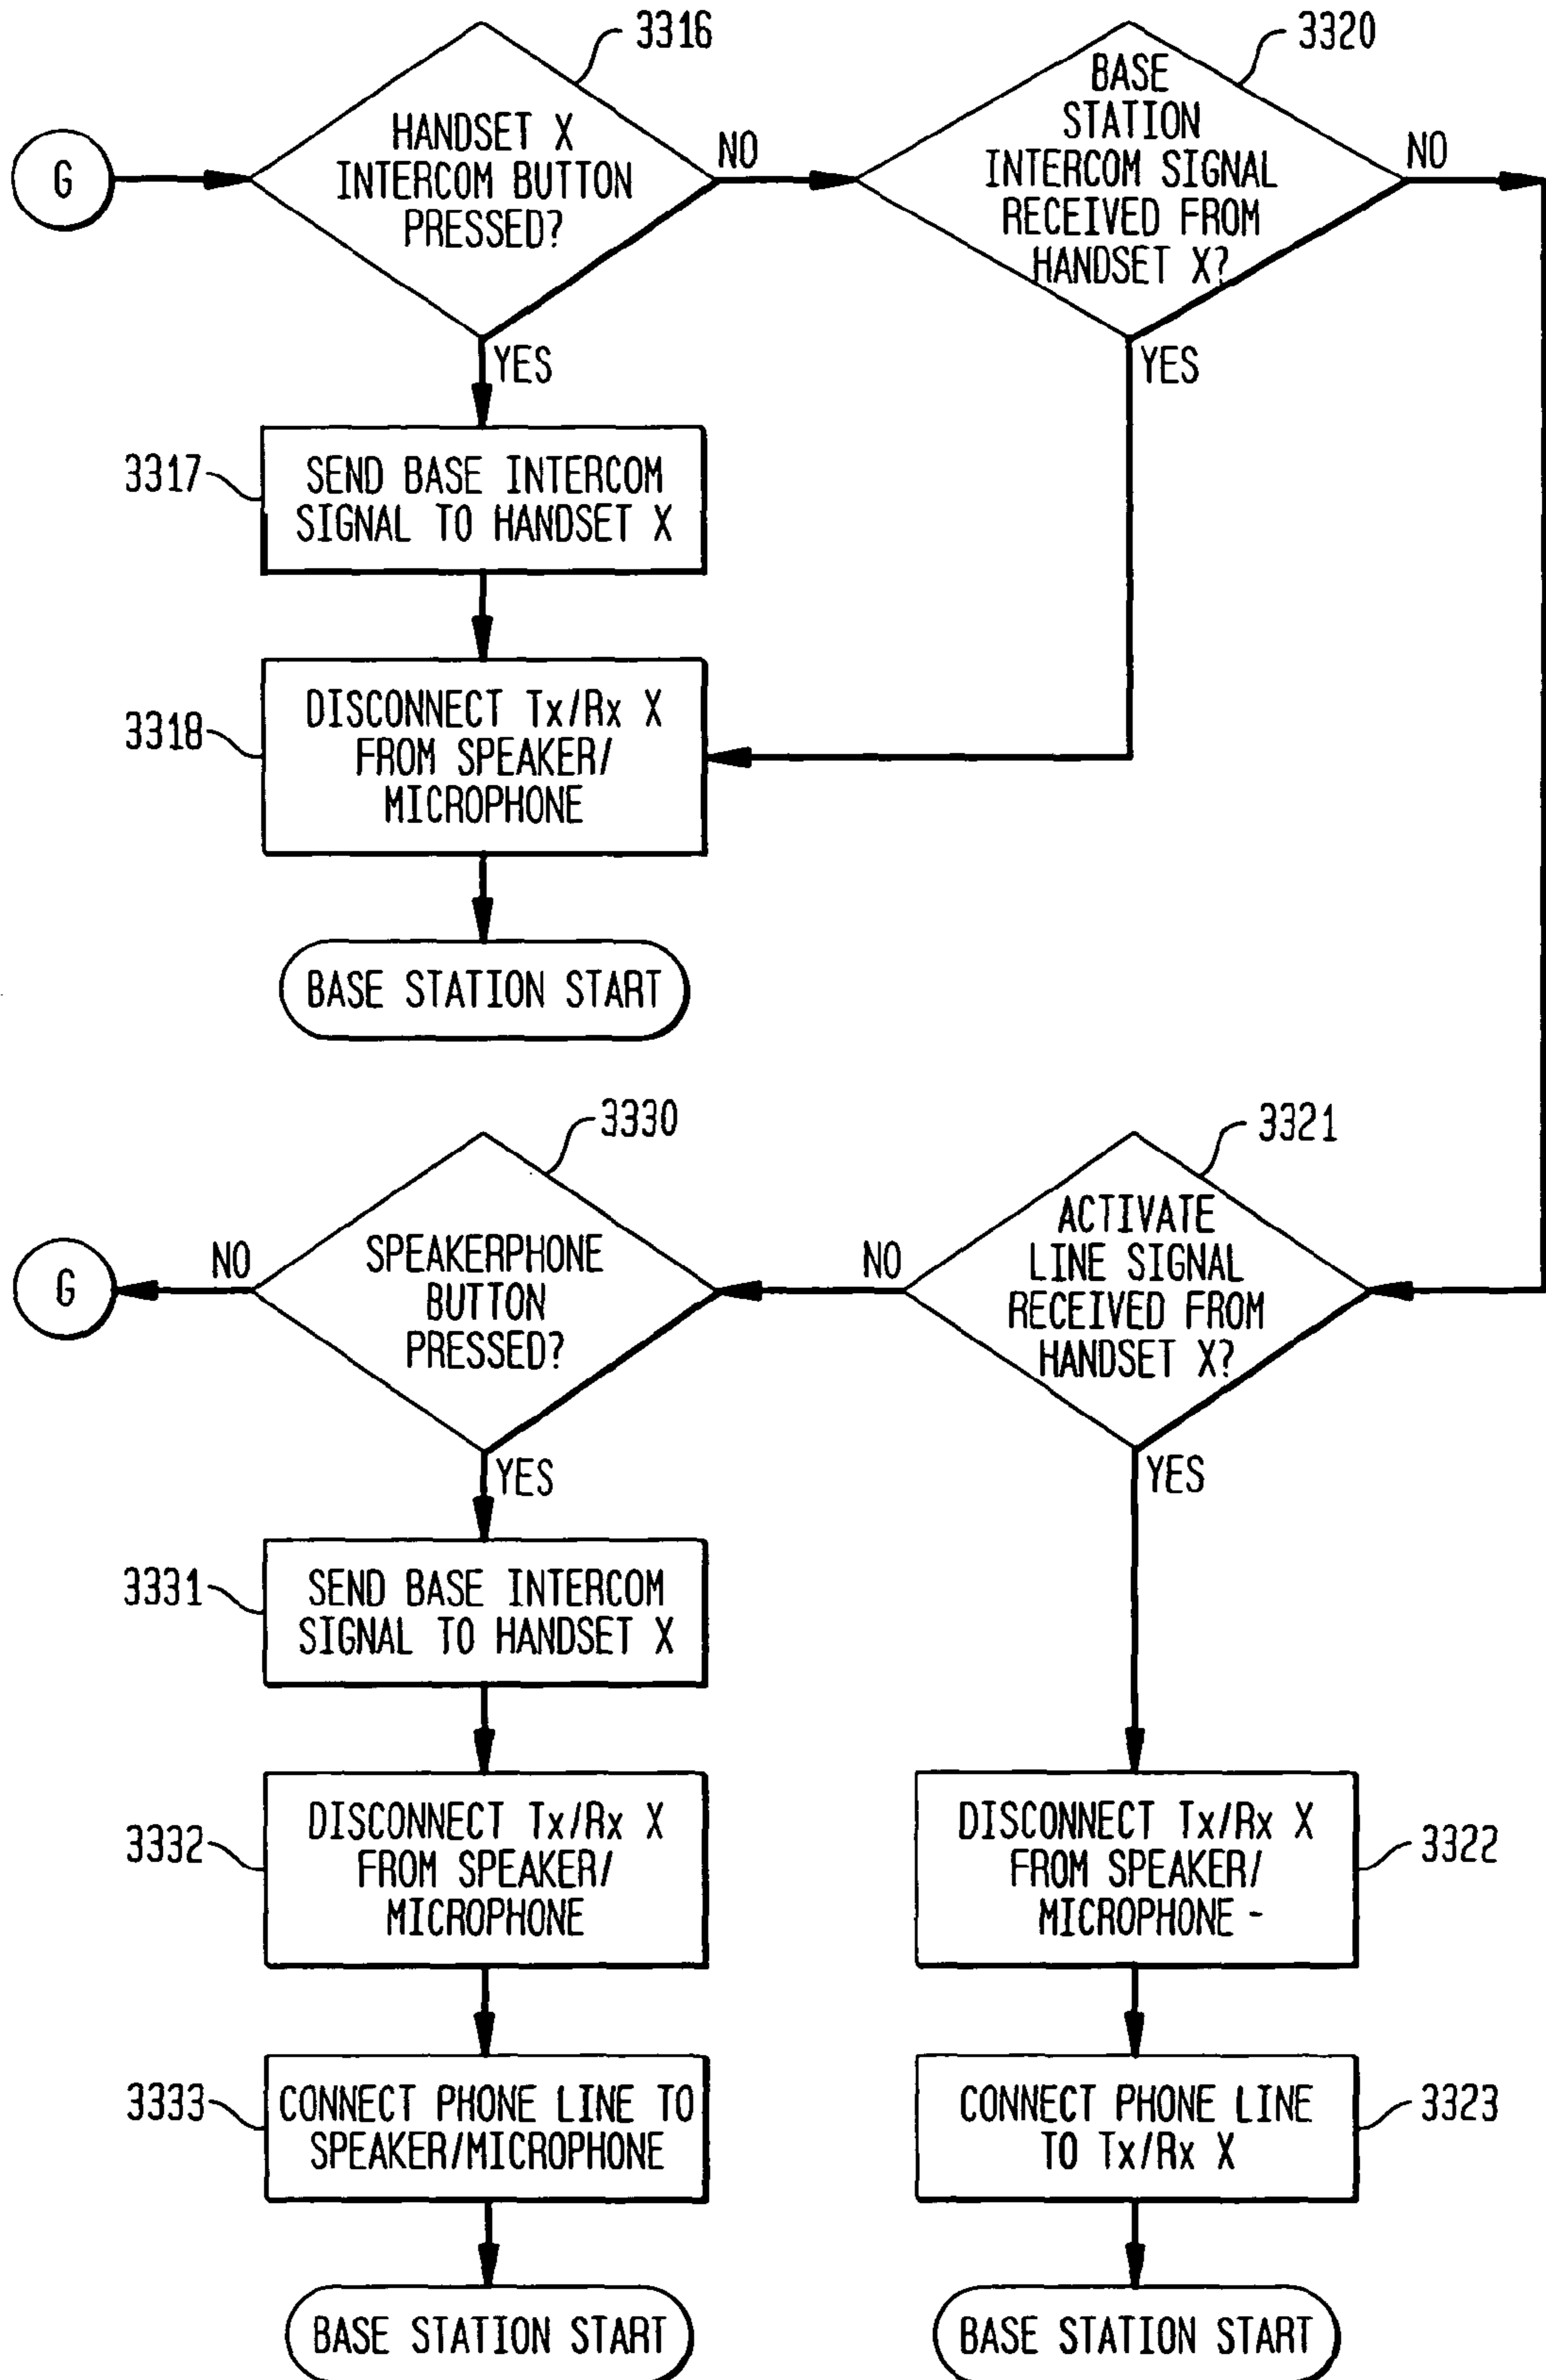 3316
HANDSET X
INTERCOM BUTTON
PRESSED?
G
NO
YES
3320
BASE
STATION
INTERCOM SIGNAL
RECEIVED FROM
HANDSET X?
NO
YES
3317
SEND BASE INTERCOM
SIGNAL TO HANDSET X
3318
DISCONNECT Tx/Rx X
FROM SPEAKER/
MICROPHONE
BASE STATION START
3330
SPEAKERPHONE
BUTTON
PRESSED?
NO
G
YES
3321
ACTIVATE
LINE SIGNAL
RECEIVED FROM
HANDSET X?
NO
YES
3331
SEND BASE INTERCOM
SIGNAL TO HANDSET X
3332
DISCONNECT Tx/Rx X
FROM SPEAKER/
MICROPHONE
DISCONNECT Tx/Rx X
FROM SPEAKER/
MICROPHONE -
3322
3333
CONNECT PHONE LINE TO
SPEAKER/MICROPHONE
CONNECT PHONE LINE
TO Tx/Rx X
3323
BASE STATION START
BASE STATION START